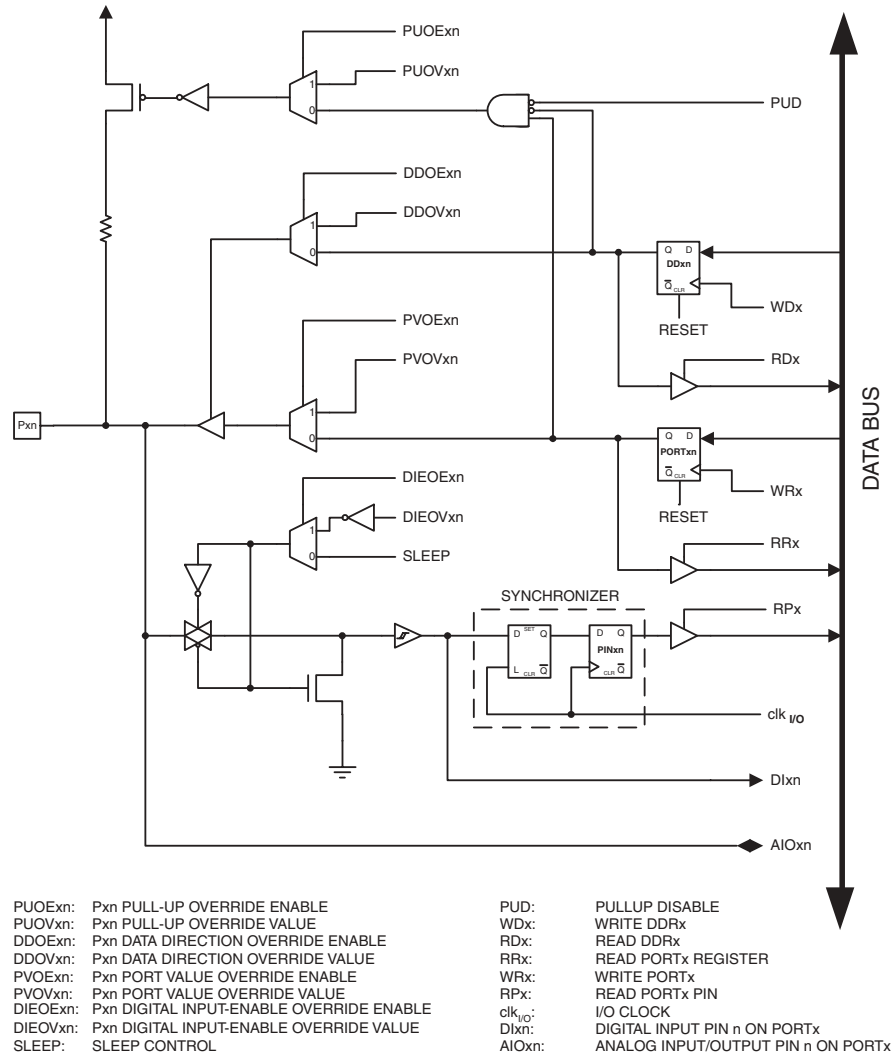 PUOExn
PUOVxn
1
0
PUD
DDOExn
DDOVxn
1
0
Q D
DDxn
Q CLR
WDx
RESET
PVOExn
RDx
PVOVxn
1
0
Pxn
Q D
PORTxn
Q CLR
WRx
RESET
DIEOExn
DIEOVxn
1
0
SLEEP
RRx
SYNCHRONIZER
RPx
D SET Q
L CLR Q
D Q
PINxn
CLR Q
clk I/O
DIxn
AIOxn
DATA BUS
PUOExn: Pxn PULL-UP OVERRIDE ENABLE
PUOVxn: Pxn PULL-UP OVERRIDE VALUE
DDOExn: Pxn DATA DIRECTION OVERRIDE ENABLE
DDOVxn: Pxn DATA DIRECTION OVERRIDE VALUE
PVOExn: Pxn PORT VALUE OVERRIDE ENABLE
PVOVxn: Pxn PORT VALUE OVERRIDE VALUE
DIEOExn: Pxn DIGITAL INPUT-ENABLE OVERRIDE ENABLE
DIEOVxn: Pxn DIGITAL INPUT-ENABLE OVERRIDE VALUE
SLEEP: SLEEP CONTROL
PUD: PULLUP DISABLE
WDx: WRITE DDRx
RDx: READ DDRx
RRx: READ PORTx REGISTER
WRx: WRITE PORTx
RPx: READ PORTx PIN
clk I/O: I/O CLOCK
DIxn: DIGITAL INPUT PIN n ON PORTx
AIOxn: ANALOG INPUT/OUTPUT PIN n ON PORTx